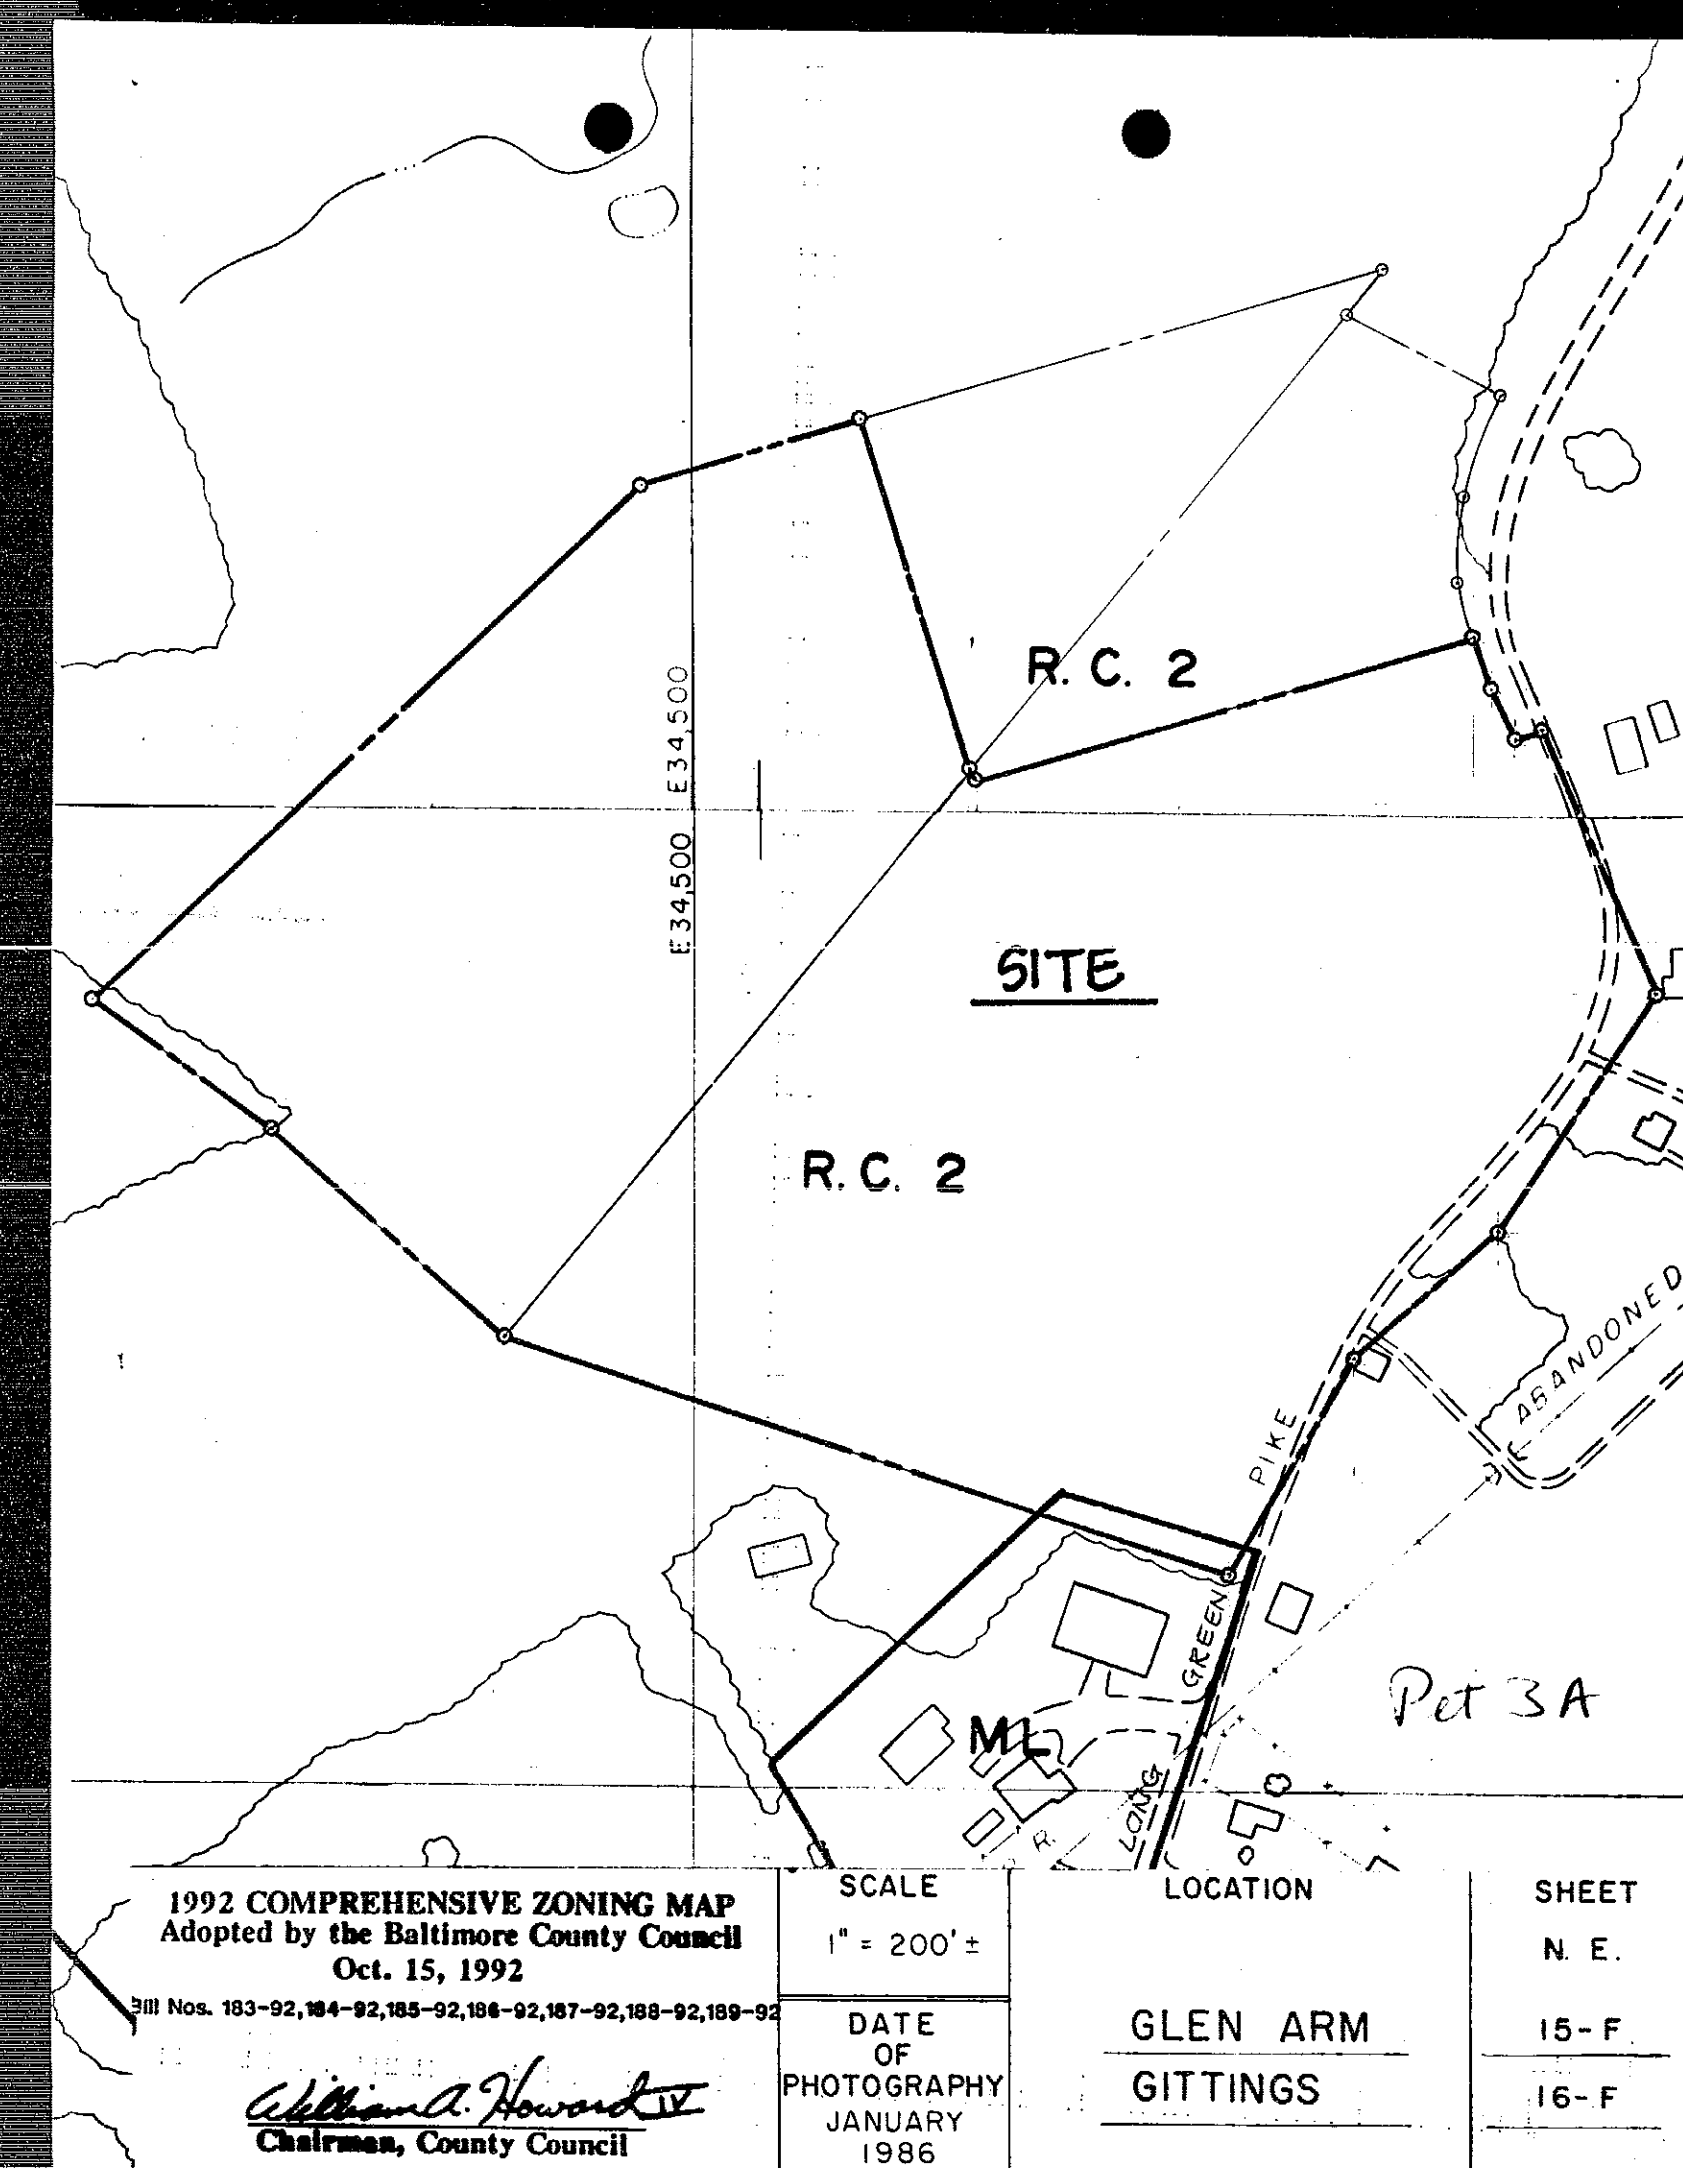 R. C. 2
E 34,500
E 34,500
SITE
R. C. 2
ABANDONED
PIKE
GREEN
LONG
Pet 3A
ML
R.
1992 COMPREHENSIVE ZONING MAP
Adopted by the Baltimore County Council
Oct. 15, 1992
Bill Nos. 183-92,184-92,185-92,186-92,187-92,188-92,189-92
William A. Howard IV
Chairman, County Council
SCALE
1" = 200' ±
DATE
OF
PHOTOGRAPHY
JANUARY
1986
LOCATION
GLEN ARM
GITTINGS
SHEET
N. E.
15-F
16-F